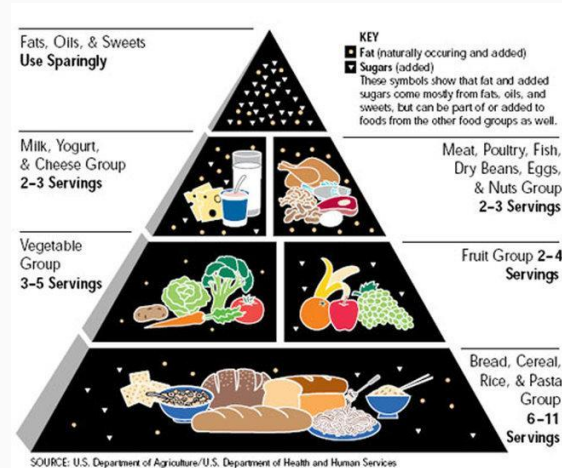 Fats, Oils, & Sweets
Use Sparingly
KEY
Fat (naturally occuring and added)
Sugars (added)
These symbols show that fat and added
sugars come mostly from fats, oils, and
sweets, but can be part of or added to
foods from the other food groups as well.
Milk, Yogurt,
& Cheese Group
2–3 Servings
Meat, Poultry, Fish,
Dry Beans, Eggs,
& Nuts Group
2–3 Servings
Vegetable
Group
3–5 Servings
Fruit Group 2–4
Servings
Bread, Cereal,
Rice, & Pasta
Group
6–11
Servings
SOURCE: U.S. Department of Agriculture/U.S. Department of Health and Human Services